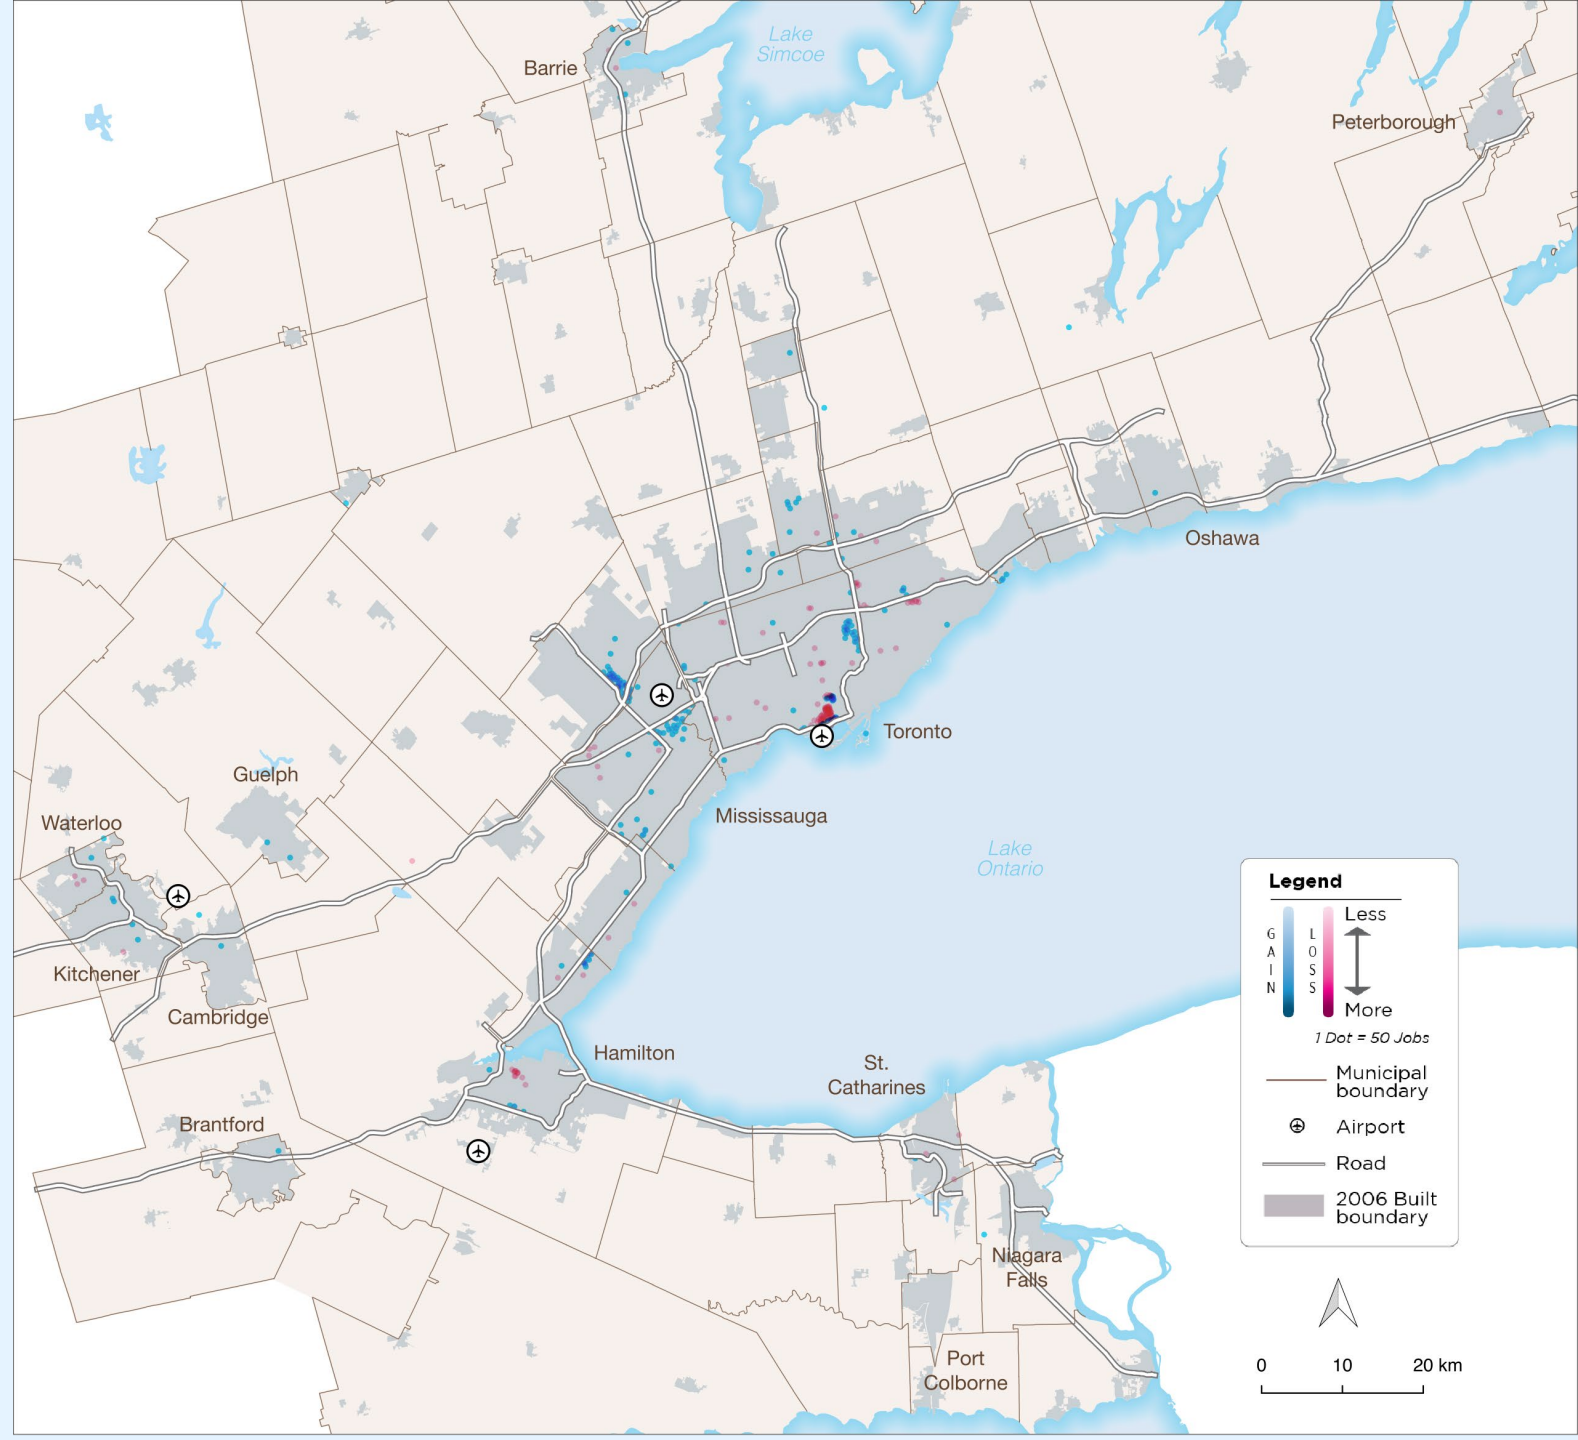 Lake
Simcoe
Barrie
Peterborough
Oshawa
Toronto
Guelph
Waterloo
Mississauga
Lake
Ontario
Kitchener
Cambridge
Hamilton
St.
Catharines
Brantford
Niagara
Falls
Port
Colborne
Legend
GAIN
LOSS
Less
More
1 Dot = 50 Jobs
Municipal
boundary
Airport
Road
2006 Built
boundary
0 10 20 km